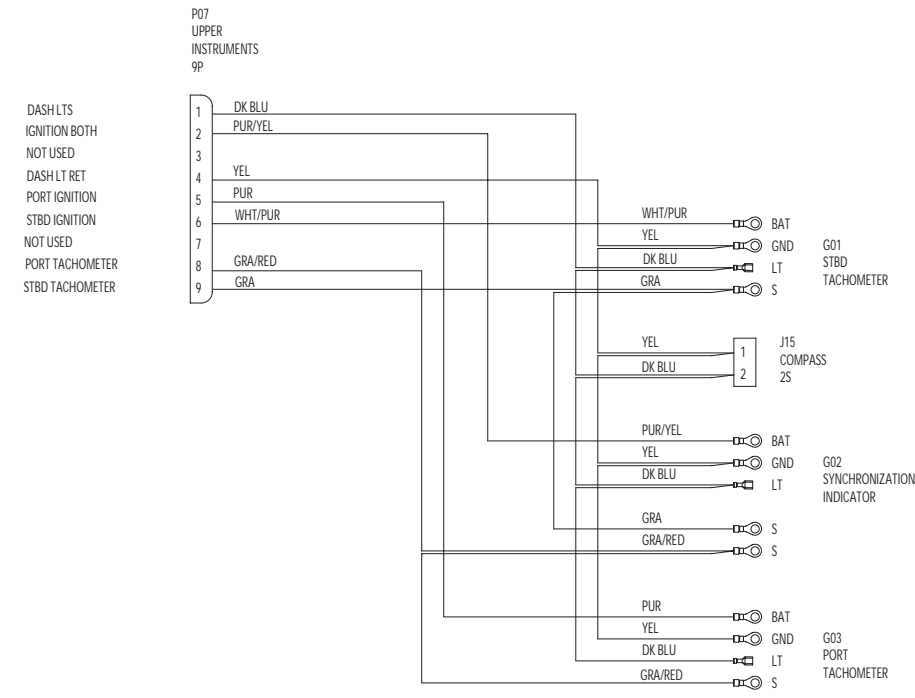 P07
UPPER
INSTRUMENTS
9P
DASH LTS
IGNITION BOTH
NOT USED
DASH LT RET
PORT IGNITION
STBD IGNITION
NOT USED
PORT TACHOMETER
STBD TACHOMETER
1
2
3
4
5
6
7
8
9
DK BLU
PUR/YEL
YEL
PUR
WHT/PUR
GRA/RED
GRA
WHT/PUR
YEL
DK BLU
GRA
BAT
GND
LT
S
G01
STBD
TACHOMETER
YEL
DK BLU
1
2
J15
COMPASS
2S
PUR/YEL
YEL
DK BLU
GRA
GRA/RED
BAT
GND
LT
S
S
G02
SYNCHRONIZATION
INDICATOR
PUR
YEL
DK BLU
GRA/RED
BAT
GND
LT
S
G03
PORT
TACHOMETER